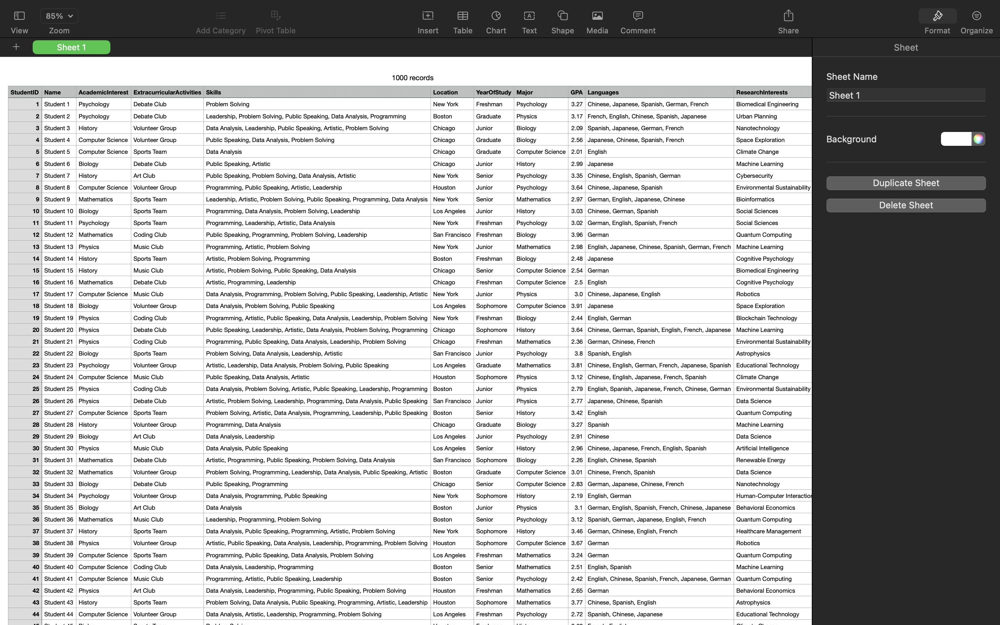 View 85% Zoom Add Category Pivot Table Insert Table Chart Text Shape Media Comment Share Format Organize
Sheet 1 Sheet
1000 records
Sheet Name
Sheet 1
Background
Duplicate Sheet
Delete Sheet
StudentID Name AcademicInterest ExtracurricularActivities Skills Location YearOfStudy Major GPA Languages ResearchInterests
1 Student 1 Psychology Debate Club Problem Solving New York Freshman Psychology 3.27 Chinese, Japanese, Spanish, German, French Biomedical Engineering
2 Student 2 Psychology Debate Club Leadership, Problem Solving, Public Speaking, Data Analysis, Programming Boston Graduate Physics 3.17 French, English, Chinese, Spanish, Japanese Urban Planning
3 Student 3 History Volunteer Group Data Analysis, Leadership, Public Speaking, Artistic, Problem Solving Chicago Junior Biology 2.09 Spanish, Japanese, German, French Nanotechnology
4 Student 4 Computer Science Volunteer Group Public Speaking, Data Analysis, Problem Solving Chicago Graduate Biology 2.56 Japanese, Chinese, Spanish, French Space Exploration
5 Student 5 Computer Science Sports Team Data Analysis Chicago Graduate Computer Science 2.01 English Climate Change
6 Student 6 Biology Debate Club Public Speaking, Artistic Chicago Junior History 2.99 Japanese Machine Learning
7 Student 7 History Art Club Public Speaking, Problem Solving, Data Analysis, Artistic New York Senior Psychology 3.35 Chinese, English, Spanish, German Cybersecurity
8 Student 8 Computer Science Volunteer Group Programming, Public Speaking, Artistic, Leadership Houston Junior Psychology 3.64 Chinese, Japanese, Spanish Environmental Sustainability
9 Student 9 Mathematics Sports Team Leadership, Artistic, Problem Solving, Public Speaking, Programming, Data Analysis New York Senior Mathematics 2.97 German, English, Japanese, Chinese Bioinformatics
10 Student 10 Biology Sports Team Programming, Data Analysis, Problem Solving, Leadership Los Angeles Junior History 3.03 Chinese, German, Spanish Social Sciences
11 Student 11 Psychology Sports Team Programming, Leadership, Artistic, Data Analysis New York Freshman Psychology 3.02 German, English, Spanish, French Social Sciences
12 Student 12 Mathematics Coding Club Public Speaking, Programming, Problem Solving, Leadership San Francisco Freshman Biology 3.96 German Quantum Computing
13 Student 13 Physics Music Club Programming, Artistic, Problem Solving New York Junior Mathematics 2.98 English, Japanese, Chinese, Spanish, German, French Machine Learning
14 Student 14 History Sports Team Artistic, Problem Solving, Programming Boston Freshman Biology 2.48 Japanese Cognitive Psychology
15 Student 15 History Music Club Artistic, Problem Solving, Public Speaking, Data Analysis Chicago Senior Computer Science 2.54 German Biomedical Engineering
16 Student 16 Mathematics Debate Club Artistic, Programming, Leadership Chicago Freshman Computer Science 2.5 English Cognitive Psychology
17 Student 17 Computer Science Music Club Data Analysis, Programming, Problem Solving, Public Speaking, Leadership, Artistic New York Junior Physics 3.0 Chinese, Japanese, English Robotics
18 Student 18 Biology Volunteer Group Data Analysis, Problem Solving, Public Speaking Los Angeles Sophomore Computer Science 3.91 Japanese Space Exploration
19 Student 19 Physics Coding Club Programming, Artistic, Public Speaking, Data Analysis, Leadership, Problem Solving New York Freshman Biology 2.44 English, German Blockchain Technology
20 Student 20 Physics Debate Club Public Speaking, Leadership, Artistic, Data Analysis, Problem Solving, Programming Chicago Sophomore History 3.64 Chinese, German, Spanish, English, French, Japanese Machine Learning
21 Student 21 Physics Coding Club Programming, Public Speaking, Data Analysis, Leadership, Problem Solving Chicago Freshman Mathematics 2.36 German, Chinese, French Environmental Sustainability
22 Student 22 Biology Sports Team Problem Solving, Data Analysis, Leadership, Artistic San Francisco Junior Psychology 3.8 Spanish, English Astrophysics
23 Student 23 Psychology Volunteer Group Artistic, Leadership, Data Analysis, Problem Solving, Public Speaking Los Angeles Graduate Mathematics 3.81 Chinese, English, German, French, Japanese, Spanish Educational Technology
24 Student 24 Computer Science Music Club Public Speaking, Data Analysis, Artistic Houston Sophomore Physics 3.12 Chinese, English, Japanese, French, Spanish Climate Change
25 Student 25 Physics Coding Club Data Analysis, Problem Solving, Artistic, Public Speaking, Leadership, Programming Boston Junior Physics 2.79 English, Spanish, Japanese, French, Chinese, German Environmental Sustainability
26 Student 26 Physics Debate Club Artistic, Problem Solving, Leadership, Programming, Data Analysis, Public Speaking San Francisco Junior Physics 2.77 Japanese, Chinese, Spanish Data Science
27 Student 27 Computer Science Sports Team Problem Solving, Artistic, Data Analysis, Programming, Leadership, Public Speaking Boston Senior History 3.42 English Quantum Computing
28 Student 28 History Volunteer Group Programming, Data Analysis Chicago Graduate Biology 3.27 Spanish Machine Learning
29 Student 29 Biology Art Club Data Analysis, Leadership Los Angeles Junior Psychology 2.91 Chinese Data Science
30 Student 30 Physics Music Club Data Analysis, Public Speaking Los Angeles Senior History 2.96 Chinese, Japanese, French, English, Spanish Artificial Intelligence
31 Student 31 Mathematics Debate Club Artistic, Programming, Public Speaking, Problem Solving, Data Analysis San Francisco Sophomore Biology 2.26 English, Chinese, Spanish Renewable Energy
32 Student 32 Mathematics Volunteer Group Problem Solving, Programming, Leadership, Data Analysis, Public Speaking, Artistic Boston Graduate Computer Science 3.01 Chinese, French, Spanish Data Science
33 Student 33 Biology Debate Club Public Speaking, Programming Chicago Senior Computer Science 2.83 German, Japanese, Chinese, French Nanotechnology
34 Student 34 Psychology Volunteer Group Data Analysis, Programming, Public Speaking New York Sophomore History 2.19 English, German Human-Computer Interaction
35 Student 35 Biology Art Club Data Analysis Boston Junior Physics 3.1 German, English, Spanish, French, Chinese, Japanese Behavioral Economics
36 Student 36 Mathematics Music Club Leadership, Programming, Problem Solving Boston Senior Psychology 3.12 Spanish, German, Japanese, English, French Quantum Computing
37 Student 37 History Sports Team Data Analysis, Public Speaking, Programming, Artistic, Problem Solving New York Sophomore History 3.46 German, Chinese, English, French Healthcare Management
38 Student 38 Physics Volunteer Group Artistic, Public Speaking, Data Analysis, Leadership, Programming, Problem Solving Houston Sophomore Computer Science 3.67 German Robotics
39 Student 39 Computer Science Sports Team Programming, Public Speaking, Data Analysis, Problem Solving Los Angeles Freshman Mathematics 3.24 German Quantum Computing
40 Student 40 Computer Science Coding Club Data Analysis, Leadership, Programming Boston Senior Mathematics 2.51 English, Spanish Machine Learning
41 Student 41 Computer Science Music Club Programming, Artistic, Public Speaking, Leadership Boston Senior Psychology 2.42 English, Chinese, Spanish, French, Japanese, German Quantum Computing
42 Student 42 Physics Art Club Data Analysis, Leadership, Programming, Public Speaking, Problem Solving Houston Freshman Mathematics 2.65 German Behavioral Economics
43 Student 43 History Sports Team Problem Solving, Data Analysis, Public Speaking, Programming, Artistic, Leadership Houston Sophomore Mathematics 3.77 Chinese, Spanish, English Astrophysics
44 Student 44 Computer Science Volunteer Group Data Analysis, Artistic, Leadership, Programming, Problem Solving Los Angeles Freshman Psychology 2.72 Spanish, Chinese, Japanese Educational Technology